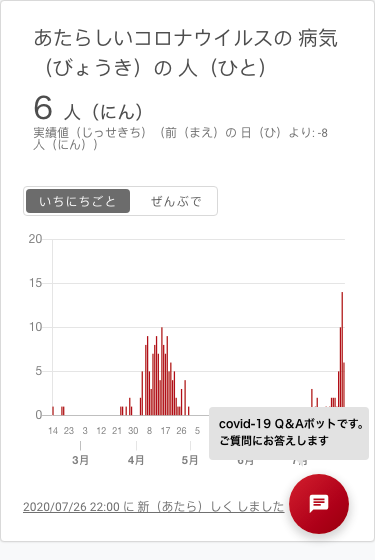 あたらしいコロナウイルスの 病気
（びょうき）の 人（ひと）
6 人（にん）
実績値（じっせきち）（前（まえ）の 日（ひ）より: -8
人（にん））
いちにちごと ぜんぶで
20
15
10
5
0
14 23 3 12 21 30 8 17 26 5
3月 4月 5月 6月 7月
covid-19 Q＆Aボットです。
ご質問にお答えします
2020/07/26 22:00 に 新（あたら）しく しました